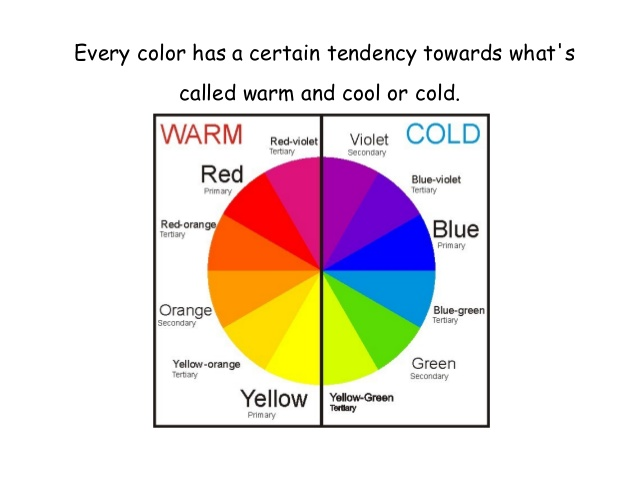 Every color has a certain tendency towards what's
called warm and cool or cold.
WARM
COLD
Red-violet
Tertiary
Violet
Secondary
Red
Primary
Blue-violet
Tertiary
Red-orange
Tertiary
Blue
Primary
Orange
Secondary
Blue-green
Tertiary
Yellow-orange
Tertiary
Green
Secondary
Yellow
Primary
Yellow-Green
Tertiary